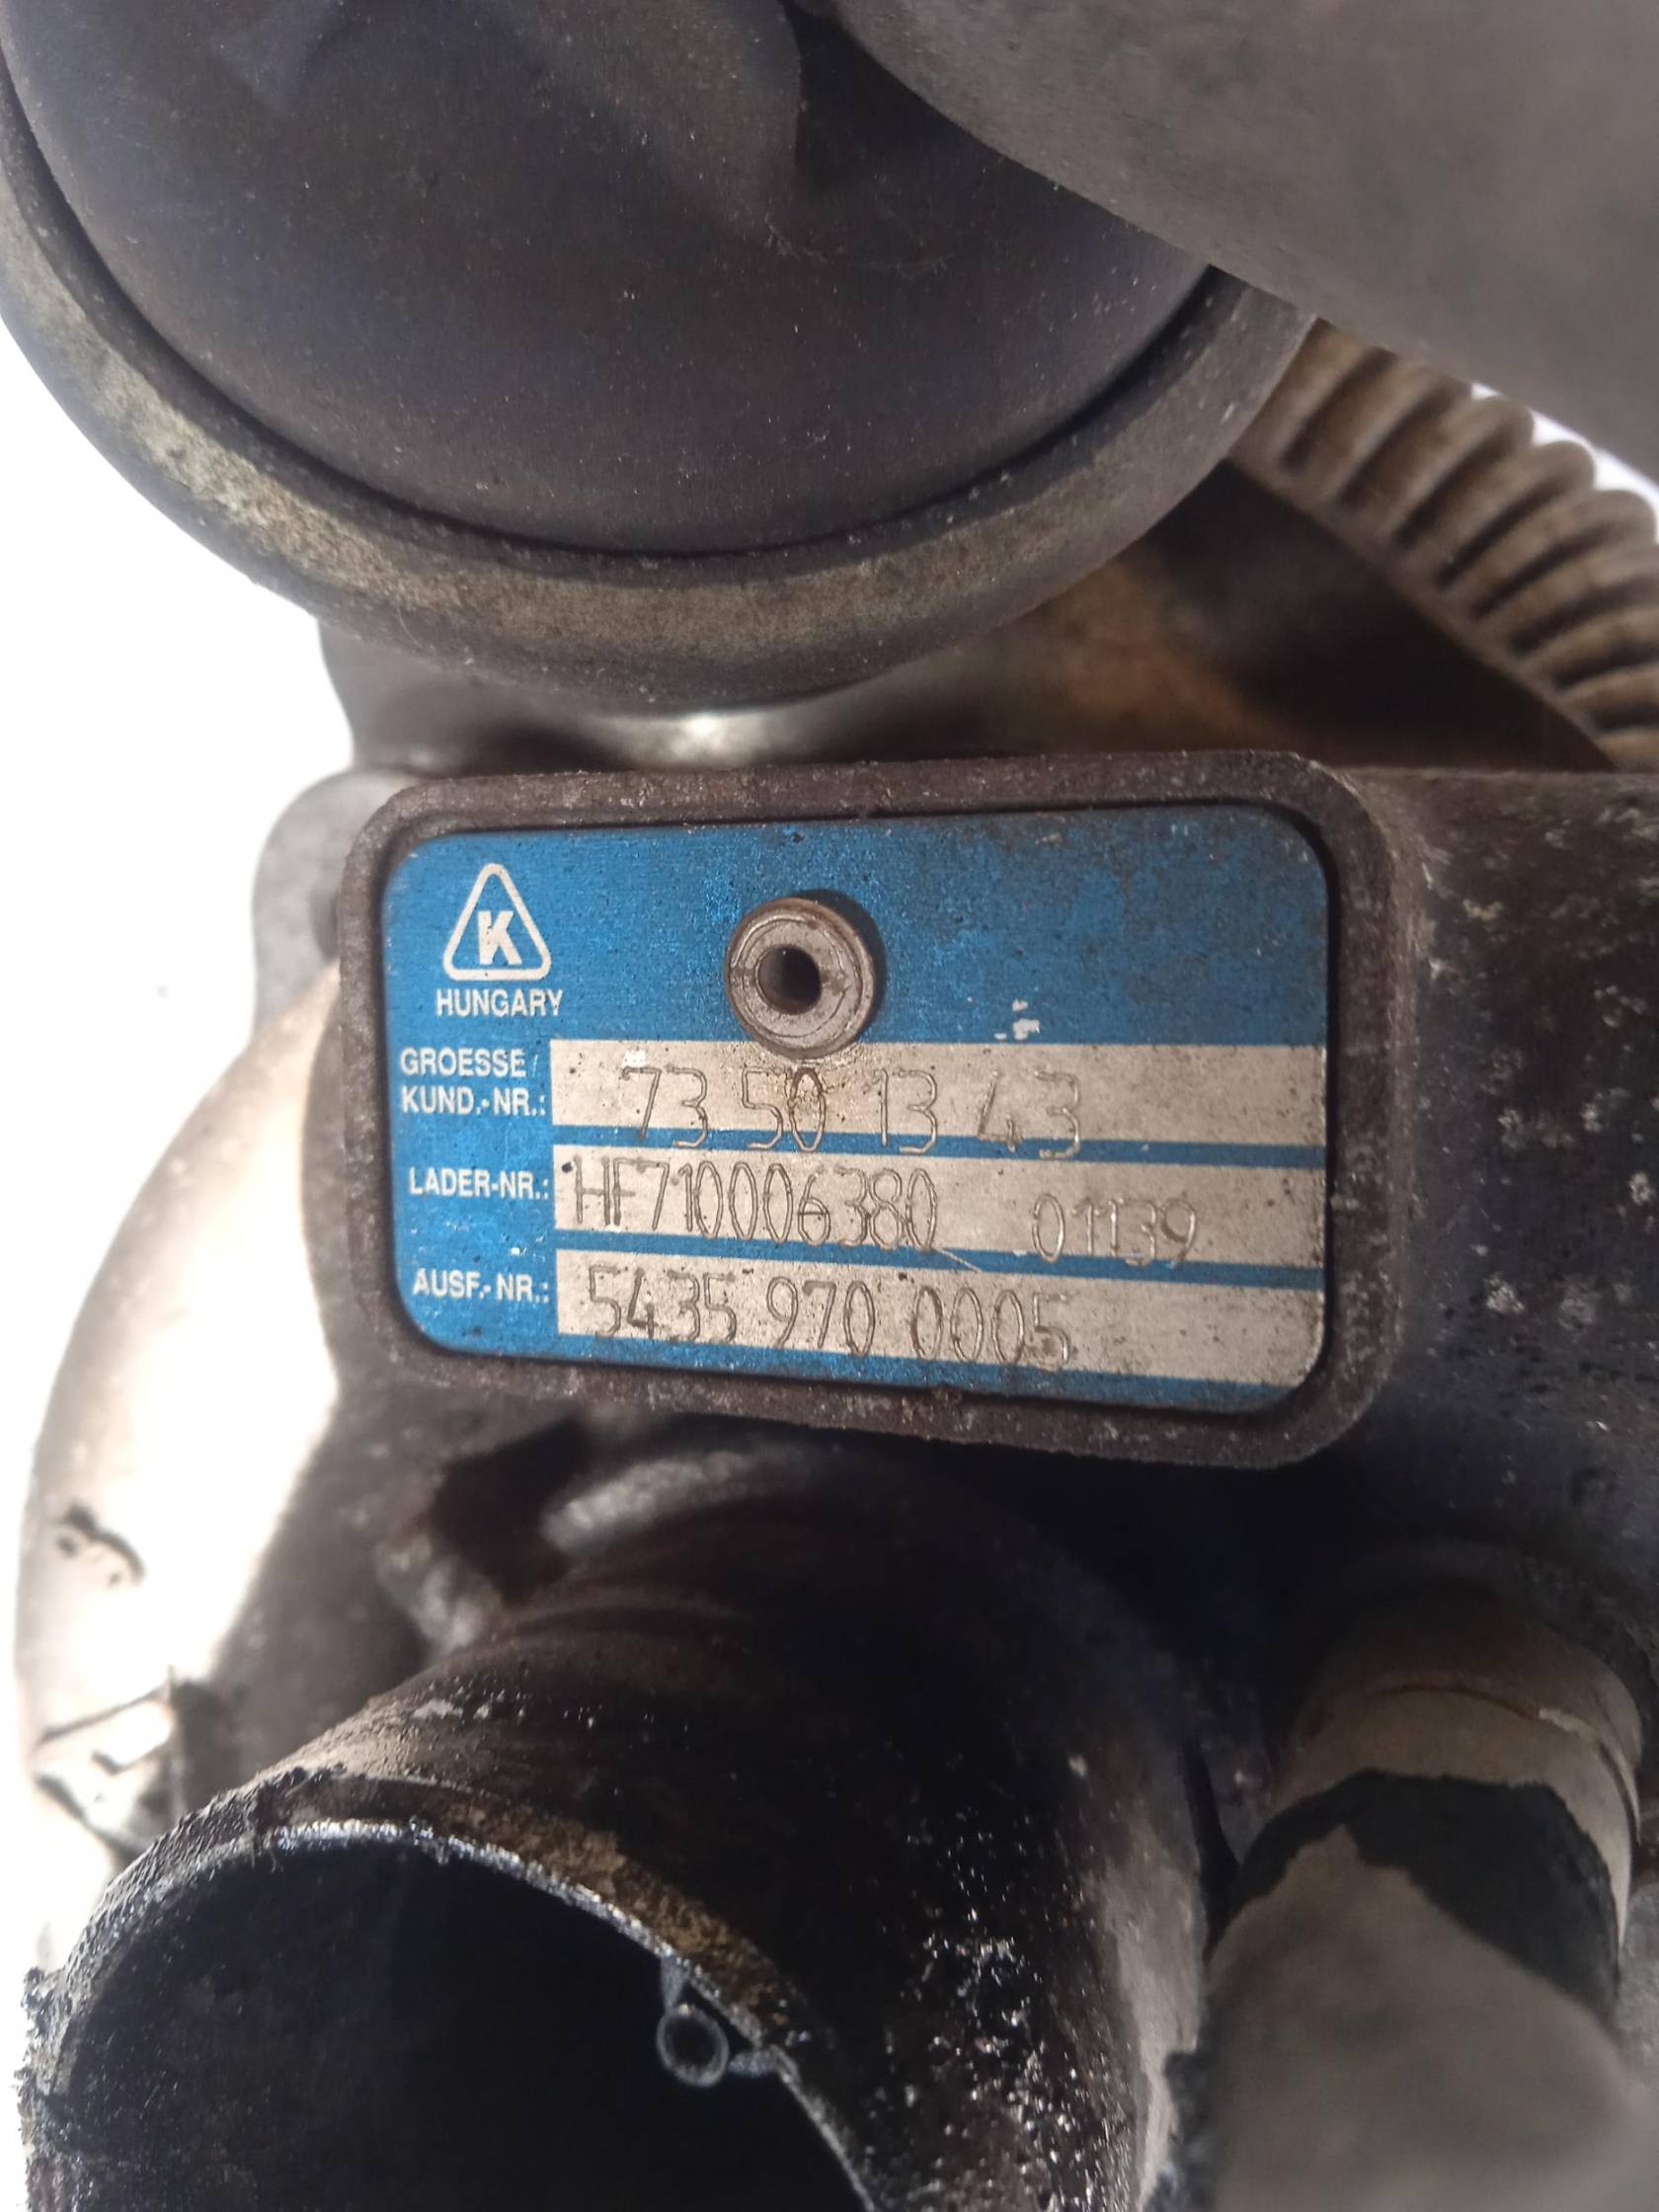 K
HUNGARY
GROESSE/
KUND.-NR.: 73 50 13 43
LADER-NR.: HF710006380 01139
AUSF.-NR.: 5435 970 0005